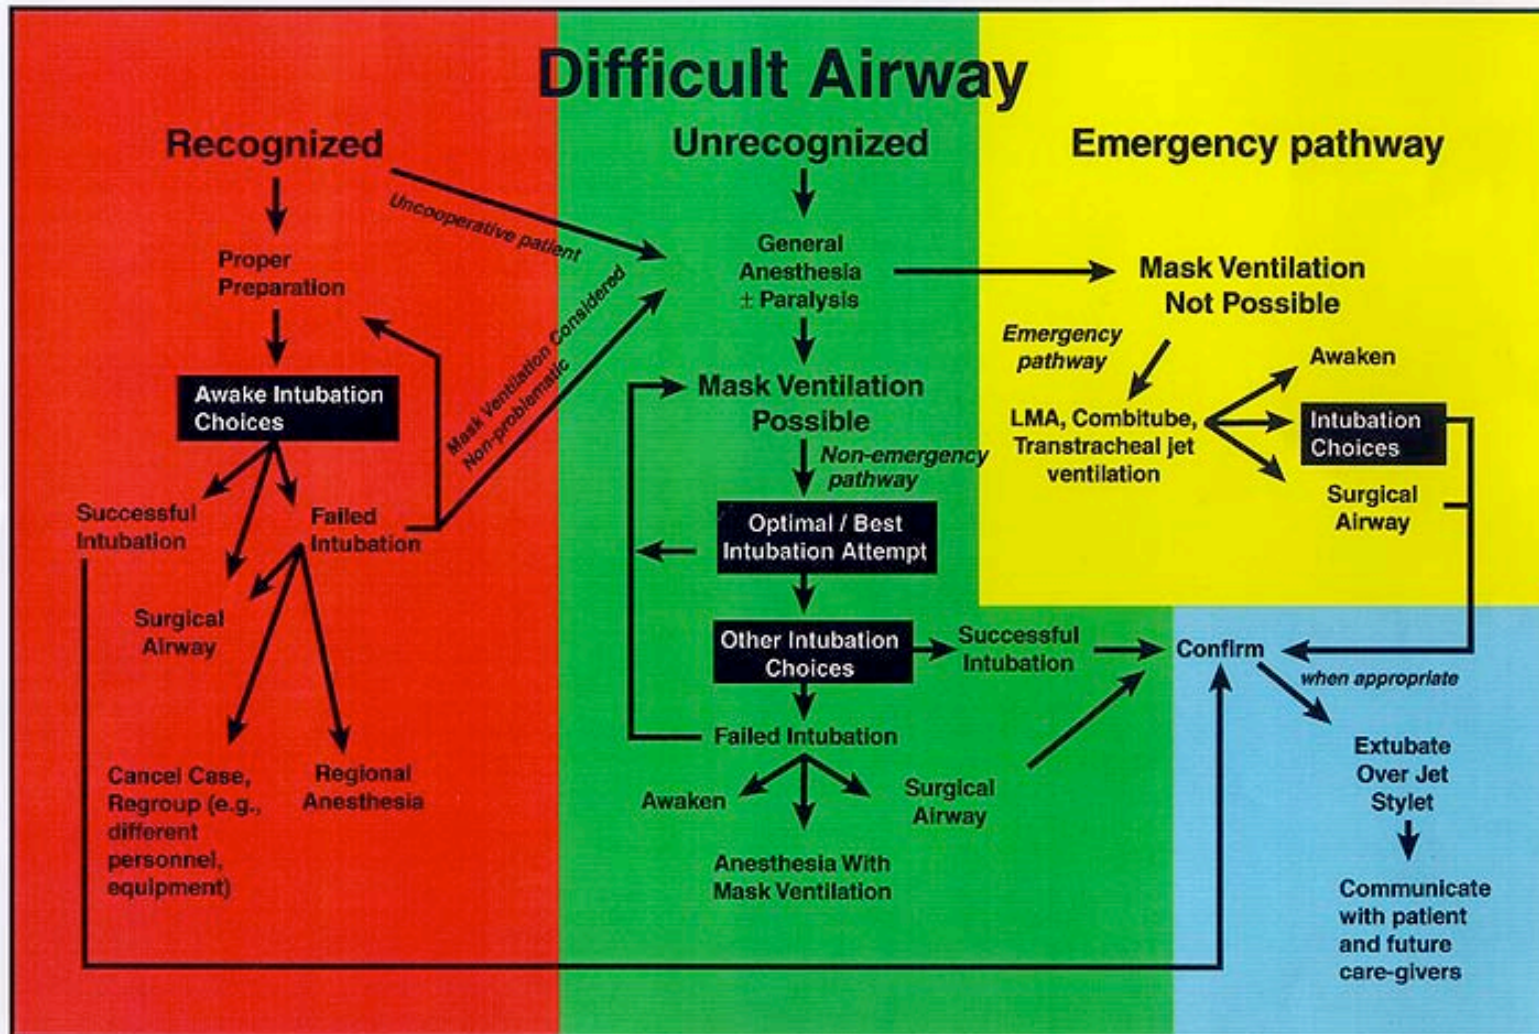 Difficult Airway
Recognized
Uncooperative patient
Proper
Preparation
Mask Ventilation Considered
Non-problematic
Awake Intubation
Choices
Successful
Intubation
Failed
Intubation
Surgical
Airway
Cancel Case,
Regroup (e.g.,
different
personnel,
equipment)
Regional
Anesthesia
Unrecognized
General
Anesthesia
± Paralysis
Mask Ventilation
Possible
Non-emergency
pathway
Optimal / Best
Intubation Attempt
Other Intubation
Choices
Successful
Intubation
Failed Intubation
Awaken
Surgical
Airway
Anesthesia With
Mask Ventilation
Emergency pathway
Mask Ventilation
Not Possible
Emergency
pathway
LMA, Combitube,
Transtracheal jet
ventilation
Awaken
Intubation
Choices
Surgical
Airway
Confirm
when appropriate
Extubate
Over Jet
Stylet
Communicate
with patient
and future
care-givers